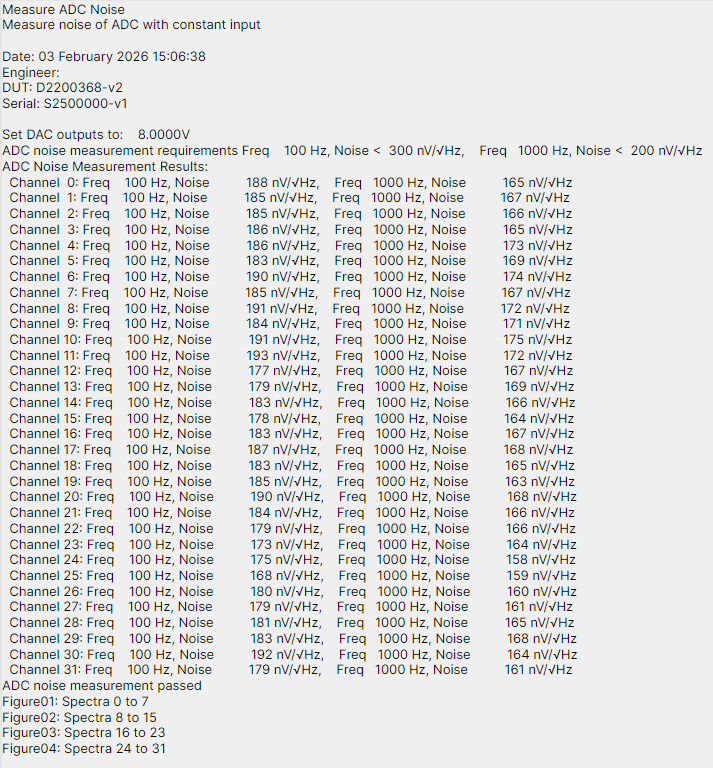 Measure ADC Noise
Measure noise of ADC with constant input
Date: 03 February 2026 15:06:38
Engineer:
DUT: D2200368-v2
Serial: S2500000-v1
Set DAC outputs to: 8.0000V
ADC noise measurement requirements Freq 100 Hz, Noise < 300 nV/√Hz, Freq 1000 Hz, Noise < 200 nV/√Hz
ADC Noise Measurement Results:
Channel 0: Freq 100 Hz, Noise 188 nV/√Hz, Freq 1000 Hz, Noise 165 nV/√Hz
Channel 1: Freq 100 Hz, Noise 185 nV/√Hz, Freq 1000 Hz, Noise 167 nV/√Hz
Channel 2: Freq 100 Hz, Noise 185 nV/√Hz, Freq 1000 Hz, Noise 166 nV/√Hz
Channel 3: Freq 100 Hz, Noise 186 nV/√Hz, Freq 1000 Hz, Noise 165 nV/√Hz
Channel 4: Freq 100 Hz, Noise 186 nV/√Hz, Freq 1000 Hz, Noise 173 nV/√Hz
Channel 5: Freq 100 Hz, Noise 183 nV/√Hz, Freq 1000 Hz, Noise 169 nV/√Hz
Channel 6: Freq 100 Hz, Noise 190 nV/√Hz, Freq 1000 Hz, Noise 174 nV/√Hz
Channel 7: Freq 100 Hz, Noise 185 nV/√Hz, Freq 1000 Hz, Noise 167 nV/√Hz
Channel 8: Freq 100 Hz, Noise 191 nV/√Hz, Freq 1000 Hz, Noise 172 nV/√Hz
Channel 9: Freq 100 Hz, Noise 184 nV/√Hz, Freq 1000 Hz, Noise 171 nV/√Hz
Channel 10: Freq 100 Hz, Noise 191 nV/√Hz, Freq 1000 Hz, Noise 175 nV/√Hz
Channel 11: Freq 100 Hz, Noise 193 nV/√Hz, Freq 1000 Hz, Noise 172 nV/√Hz
Channel 12: Freq 100 Hz, Noise 177 nV/√Hz, Freq 1000 Hz, Noise 167 nV/√Hz
Channel 13: Freq 100 Hz, Noise 179 nV/√Hz, Freq 1000 Hz, Noise 169 nV/√Hz
Channel 14: Freq 100 Hz, Noise 183 nV/√Hz, Freq 1000 Hz, Noise 166 nV/√Hz
Channel 15: Freq 100 Hz, Noise 178 nV/√Hz, Freq 1000 Hz, Noise 164 nV/√Hz
Channel 16: Freq 100 Hz, Noise 183 nV/√Hz, Freq 1000 Hz, Noise 167 nV/√Hz
Channel 17: Freq 100 Hz, Noise 187 nV/√Hz, Freq 1000 Hz, Noise 168 nV/√Hz
Channel 18: Freq 100 Hz, Noise 183 nV/√Hz, Freq 1000 Hz, Noise 165 nV/√Hz
Channel 19: Freq 100 Hz, Noise 185 nV/√Hz, Freq 1000 Hz, Noise 163 nV/√Hz
Channel 20: Freq 100 Hz, Noise 190 nV/√Hz, Freq 1000 Hz, Noise 168 nV/√Hz
Channel 21: Freq 100 Hz, Noise 184 nV/√Hz, Freq 1000 Hz, Noise 166 nV/√Hz
Channel 22: Freq 100 Hz, Noise 179 nV/√Hz, Freq 1000 Hz, Noise 166 nV/√Hz
Channel 23: Freq 100 Hz, Noise 173 nV/√Hz, Freq 1000 Hz, Noise 164 nV/√Hz
Channel 24: Freq 100 Hz, Noise 175 nV/√Hz, Freq 1000 Hz, Noise 158 nV/√Hz
Channel 25: Freq 100 Hz, Noise 168 nV/√Hz, Freq 1000 Hz, Noise 159 nV/√Hz
Channel 26: Freq 100 Hz, Noise 180 nV/√Hz, Freq 1000 Hz, Noise 160 nV/√Hz
Channel 27: Freq 100 Hz, Noise 179 nV/√Hz, Freq 1000 Hz, Noise 161 nV/√Hz
Channel 28: Freq 100 Hz, Noise 181 nV/√Hz, Freq 1000 Hz, Noise 165 nV/√Hz
Channel 29: Freq 100 Hz, Noise 183 nV/√Hz, Freq 1000 Hz, Noise 168 nV/√Hz
Channel 30: Freq 100 Hz, Noise 192 nV/√Hz, Freq 1000 Hz, Noise 164 nV/√Hz
Channel 31: Freq 100 Hz, Noise 179 nV/√Hz, Freq 1000 Hz, Noise 161 nV/√Hz
ADC noise measurement passed
Figure01: Spectra 0 to 7
Figure02: Spectra 8 to 15
Figure03: Spectra 16 to 23
Figure04: Spectra 24 to 31